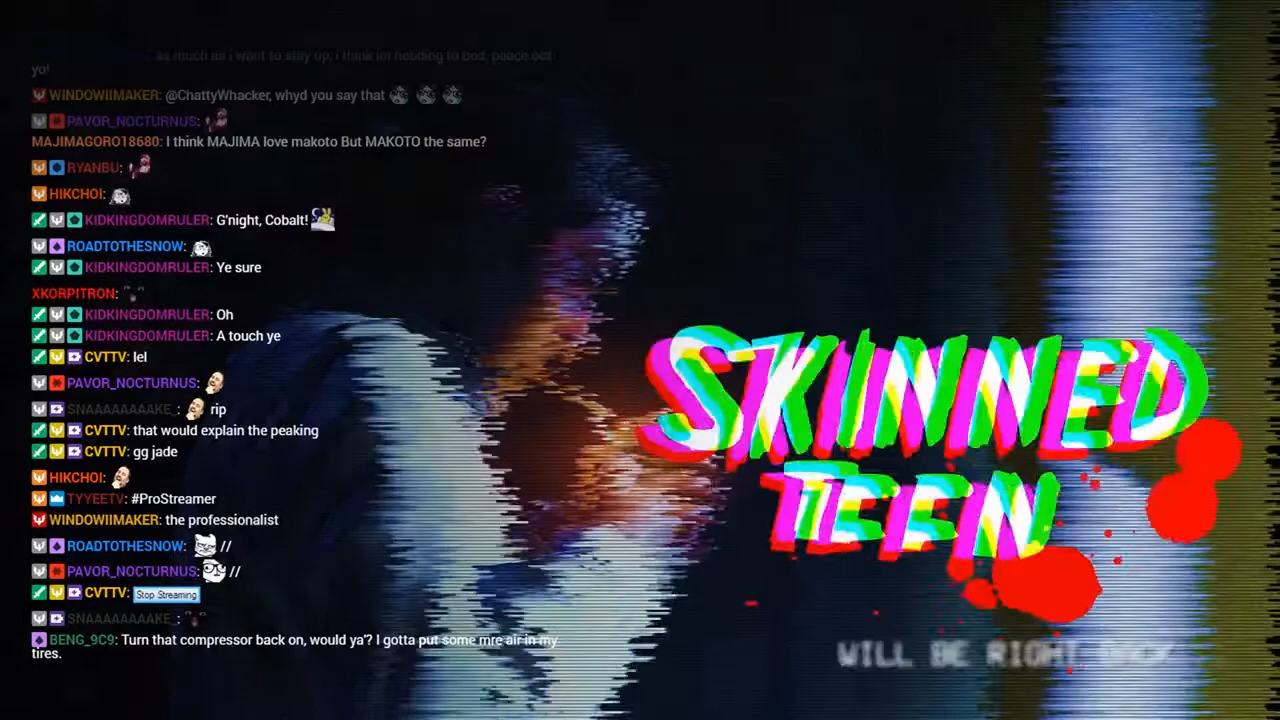 as much as i want to stay up, i think im heading to bed, peace out
yo!
WINDOWIIMAKER: @ChattyWhacker, whyd you say that
PAVOR_NOCTURNUS:
MAJIMAGORO18680: I think MAJIMA love makoto But MAKOTO the same?
RYANBU:
HIKCHOI:
KIDKINGDOMRULER: G'night, Cobalt!
ROADTOTHESNOW:
KIDKINGDOMRULER: Ye sure
XKORPITRON:
KIDKINGDOMRULER: Oh
KIDKINGDOMRULER: A touch ye
CVTTV: lel
PAVOR_NOCTURNUS:
SNAAAAAAAAKE_: rip
CVTTV: that would explain the peaking
CVTTV: gg jade
HIKCHOI:
TYYEETV: #ProStreamer
WINDOWIIMAKER: the professionalist
ROADTOTHESNOW: //
PAVOR_NOCTURNUS: //
CVTTV: Stop Streaming
SNAAAAAAAAKE_:
BENG_9C9: Turn that compressor back on, would ya'? I gotta put some mre air in my
tires.
SKINNED
TEEN
WILL BE RIGHT BACK